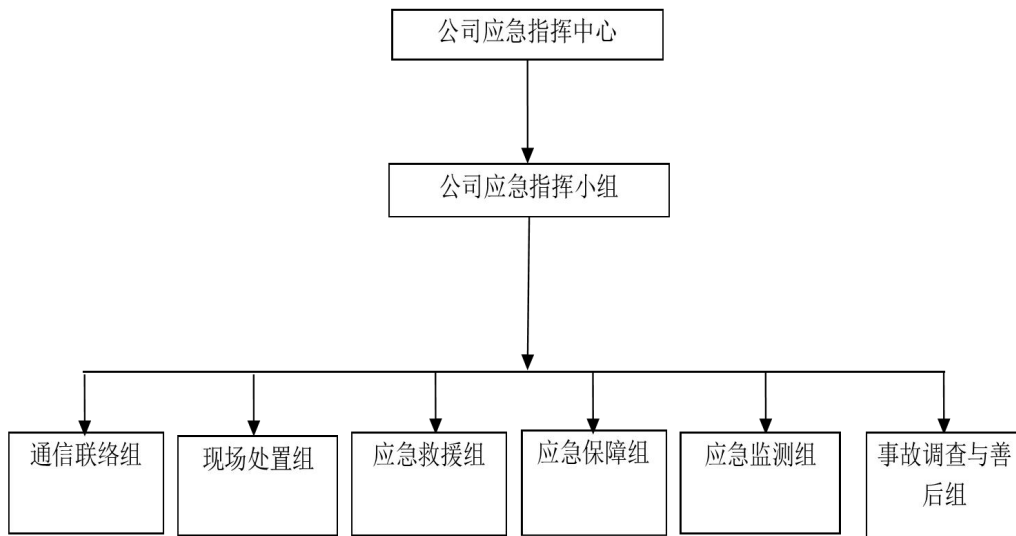 公司应急指挥中心
公司应急指挥小组
通信联络组
现场处置组
应急救援组
应急保障组
应急监测组
事故调查与善
后组